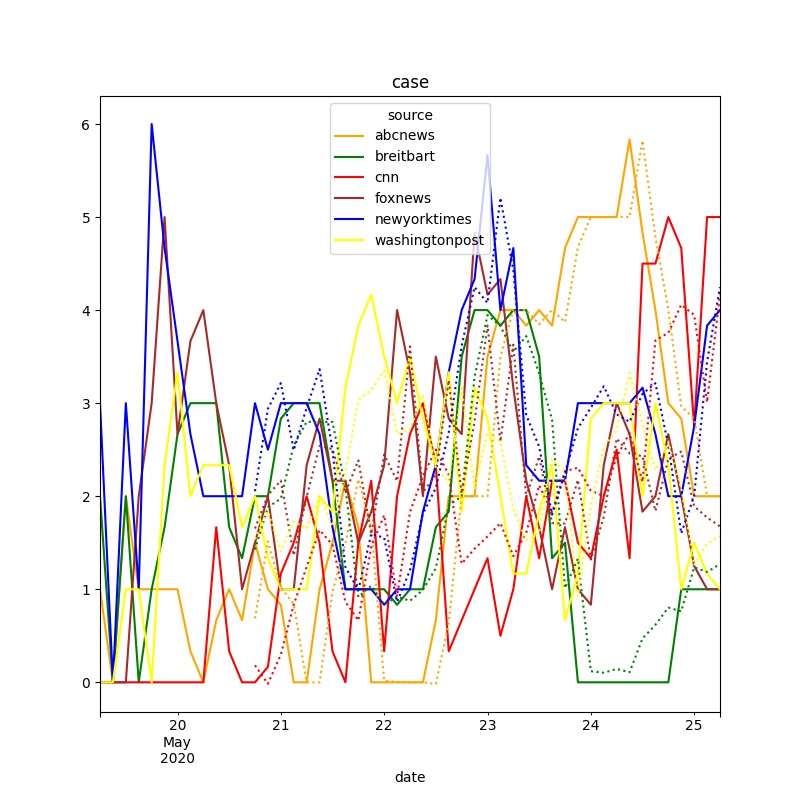 case
source
abcnews
breitbart
cnn
foxnews
newyorktimes
washingtonpost
6
5
4
3
2
1
0
20 21 22 23 24 25
May
2020
date